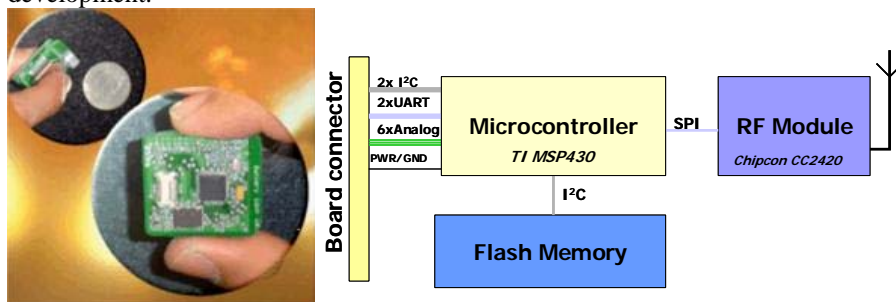 development.
Board connector
2x I²C
2xUART
6xAnalog
PWR/GND
Microcontroller
TI MSP430
SPI
RF Module
Chipcon CC2420
I²C
Flash Memory